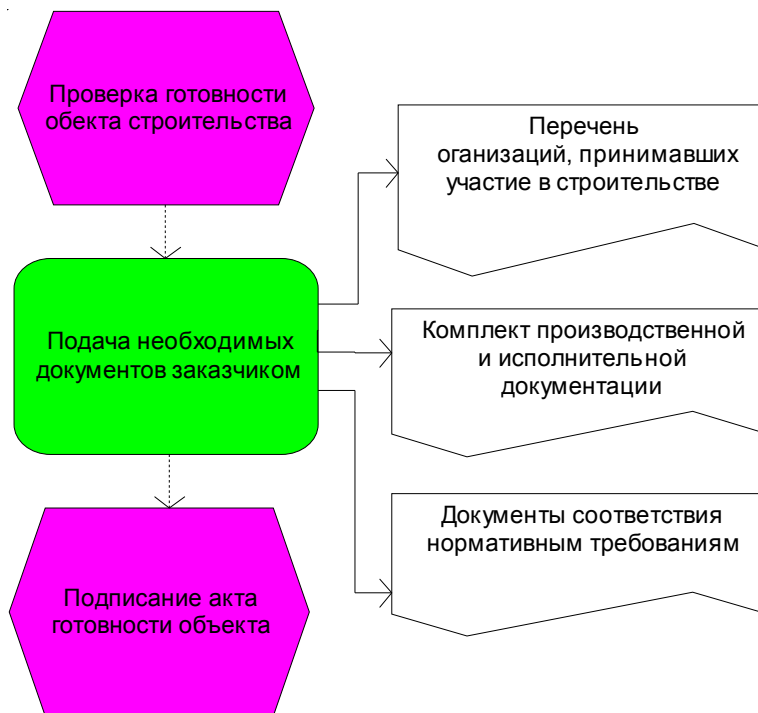 Проверка готовности
обекта строительства
Перечень
оганизаций, принимавших
участие в строительстве
Подача необходимых
документов заказчиком
Комплект производственной
и исполнительной
документации
Документы соответствия
нормативным требованиям
Подписание акта
готовности объекта